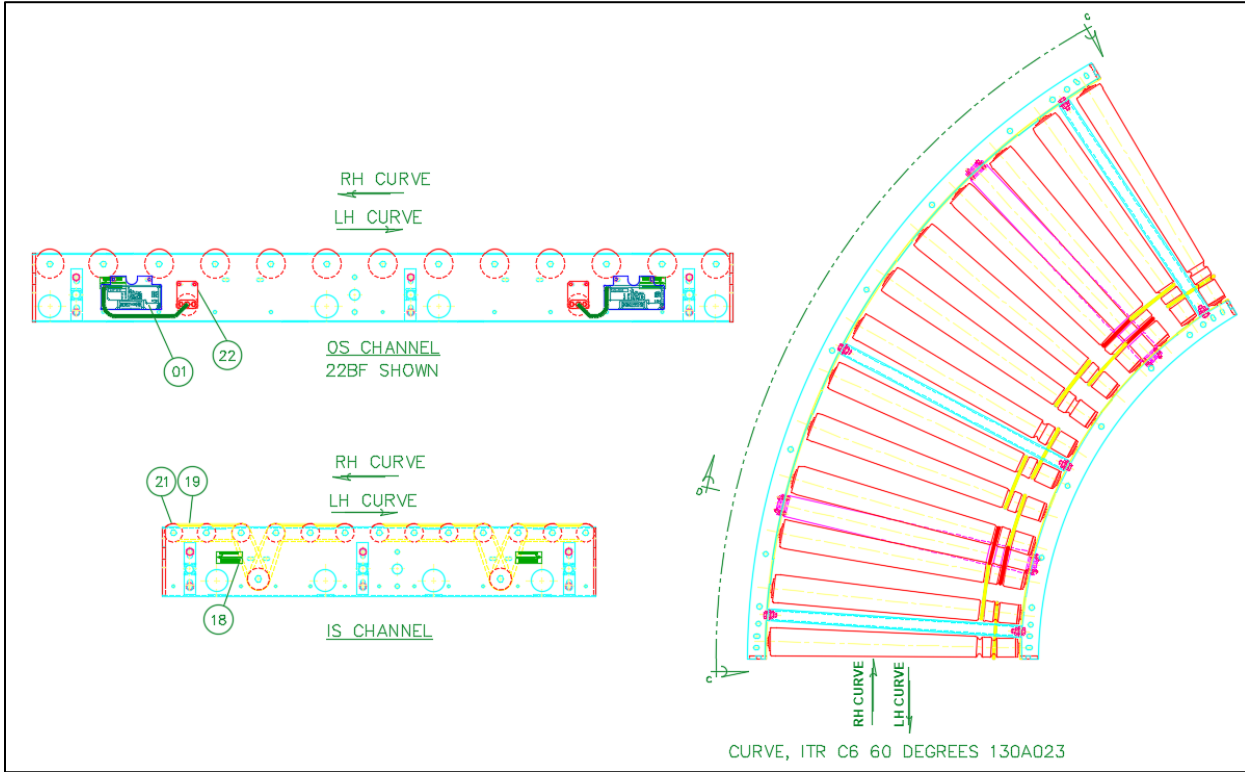 RH CURVE
LH CURVE
22
01
OS CHANNEL
22BF SHOWN
RH CURVE
LH CURVE
21
19
18
IS CHANNEL
C
D
C
RH CURVE
LH CURVE
CURVE, ITR C6 60 DEGREES 130A023